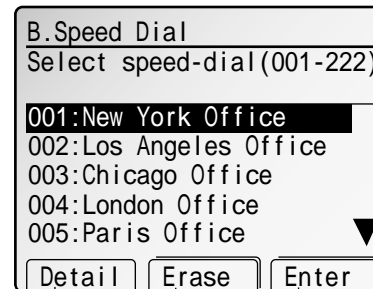 B.Speed Dial
Select speed-dial(001-222)
001:New York Office
002:Los Angeles Office
003:Chicago Office
004:London Office
005:Paris Office
Detail Erase Enter